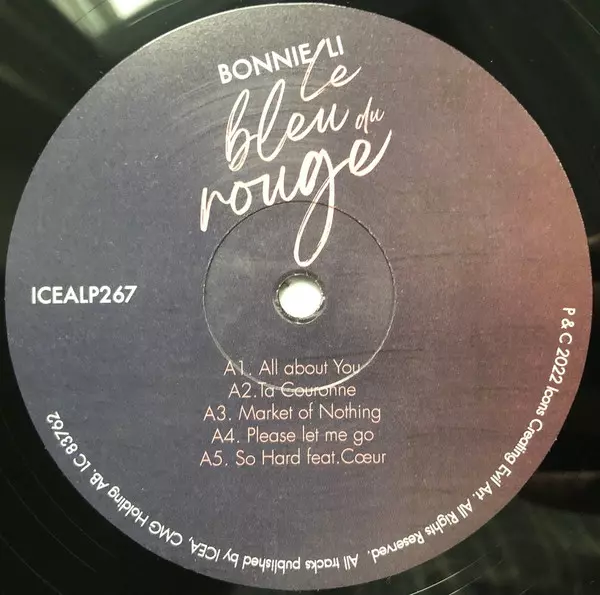 BONNIE LI
Le
bleu du
rouge
ICEALP267
A1. All about You
A2.Ta Couronne
A3. Market of Nothing
A4. Please let me go
A5. So Hard feat.Cœur
P & C 2022 Icons Creating Evil Art. All Rights Reserved. All tracks published by ICEA, CMG Holding AB. LC 83762